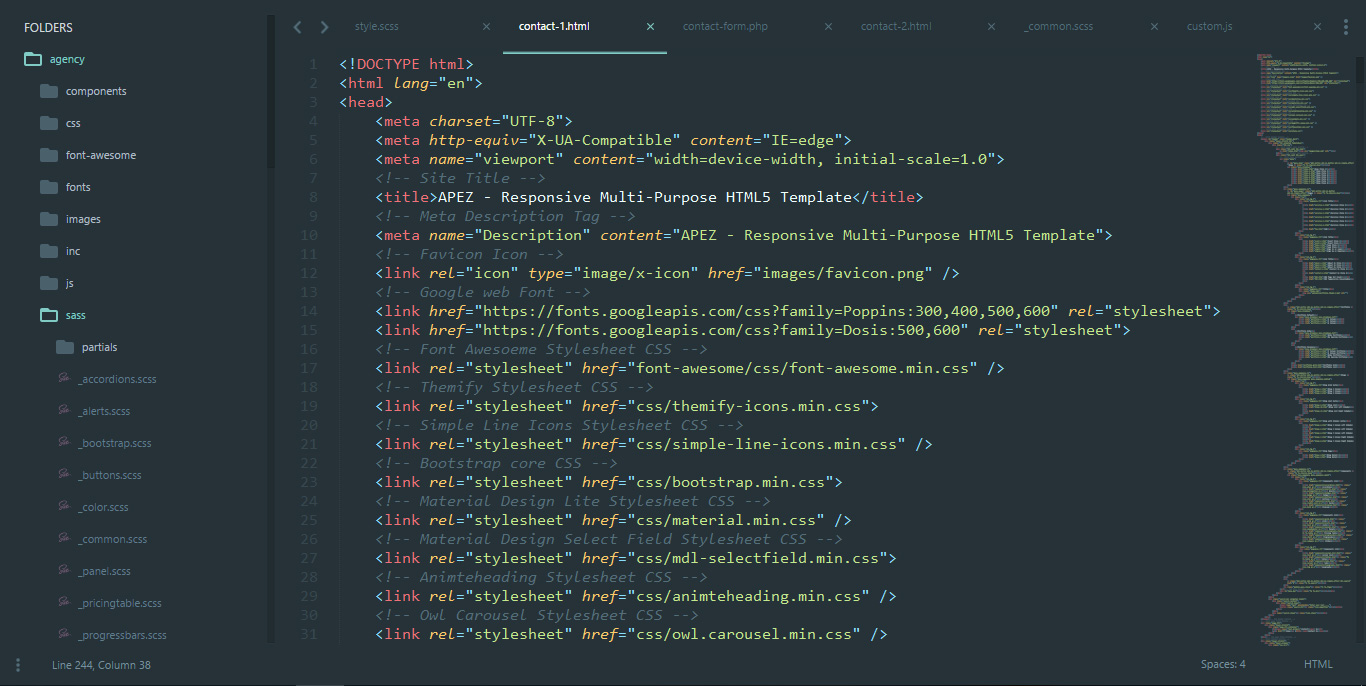 FOLDERS
agency
components
css
font-awesome
fonts
images
inc
js
sass
partials
_accordions.scss
_alerts.scss
_bootstrap.scss
_buttons.scss
_color.scss
_common.scss
_panel.scss
_pricingtable.scss
_progressbars.scss
style.scss
contact-1.html
contact-form.php
contact-2.html
_common.scss
custom.js
1 <!DOCTYPE html>
2 <html lang="en">
3 <head>
4 <meta charset="UTF-8">
5 <meta http-equiv="X-UA-Compatible" content="IE=edge">
6 <meta name="viewport" content="width=device-width, initial-scale=1.0">
7 <!-- Site Title -->
8 <title>APEZ - Responsive Multi-Purpose HTML5 Template</title>
9 <!-- Meta Description Tag -->
10 <meta name="Description" content="APEZ - Responsive Multi-Purpose HTML5 Template">
11 <!-- Favicon Icon -->
12 <link rel="icon" type="image/x-icon" href="images/favicon.png" />
13 <!-- Google web Font -->
14 <link href="https://fonts.googleapis.com/css?family=Poppins:300,400,500,600" rel="stylesheet">
15 <link href="https://fonts.googleapis.com/css?family=Dosis:500,600" rel="stylesheet">
16 <!-- Font Awesoeme Stylesheet CSS -->
17 <link rel="stylesheet" href="font-awesome/css/font-awesome.min.css" />
18 <!-- Themify Stylesheet CSS -->
19 <link rel="stylesheet" href="css/themify-icons.min.css">
20 <!-- Simple Line Icons Stylesheet CSS -->
21 <link rel="stylesheet" href="css/simple-line-icons.min.css" />
22 <!-- Bootstrap core CSS -->
23 <link rel="stylesheet" href="css/bootstrap.min.css">
24 <!-- Material Design Lite Stylesheet CSS -->
25 <link rel="stylesheet" href="css/material.min.css" />
26 <!-- Material Design Select Field Stylesheet CSS -->
27 <link rel="stylesheet" href="css/mdl-selectfield.min.css">
28 <!-- Animteheading Stylesheet CSS -->
29 <link rel="stylesheet" href="css/animteheading.min.css" />
30 <!-- Owl Carousel Stylesheet CSS -->
31 <link rel="stylesheet" href="css/owl.carousel.min.css" />
Line 244, Column 38
Spaces: 4
HTML